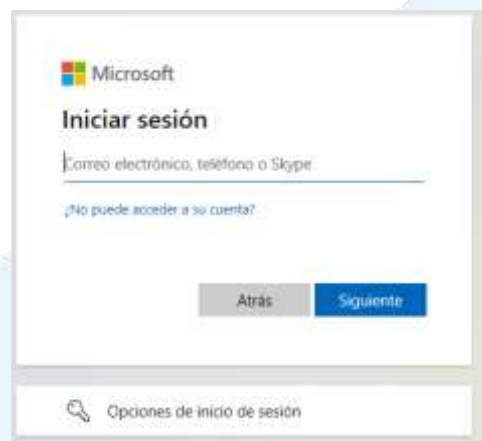 Microsoft
Iniciar sesión
Correo electrónico, teléfono o Skype
¿No puede acceder a su cuenta?
Atrás
Siguiente
Opciones de inicio de sesión